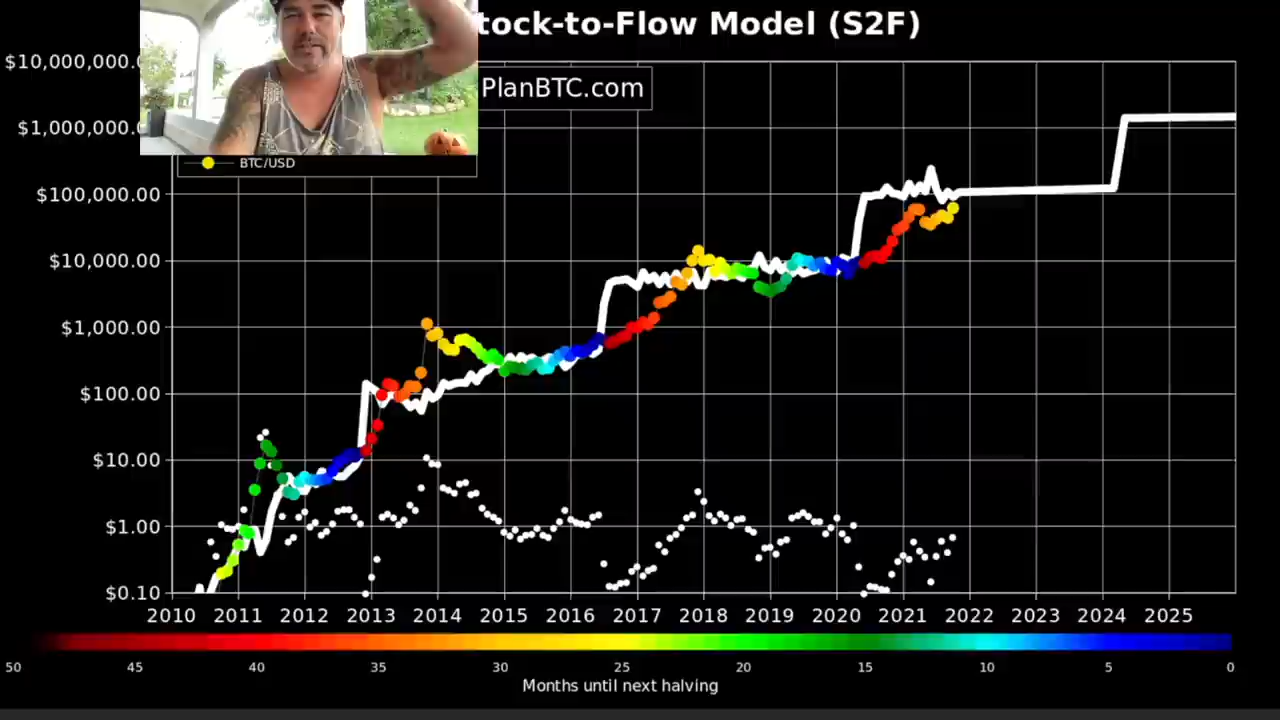 tock-to-Flow Model (S2F)
PlanBTC.com
BTC/USD
$10,000,000.0
$1,000,000.0
$100,000.00
$10,000.00
$1,000.00
$100.00
$10.00
$1.00
$0.10
2010 2011 2012 2013 2014 2015 2016 2017 2018 2019 2020 2021 2022 2023 2024 2025
50 45 40 35 30 25 20 15 10 5 0
Months until next halving